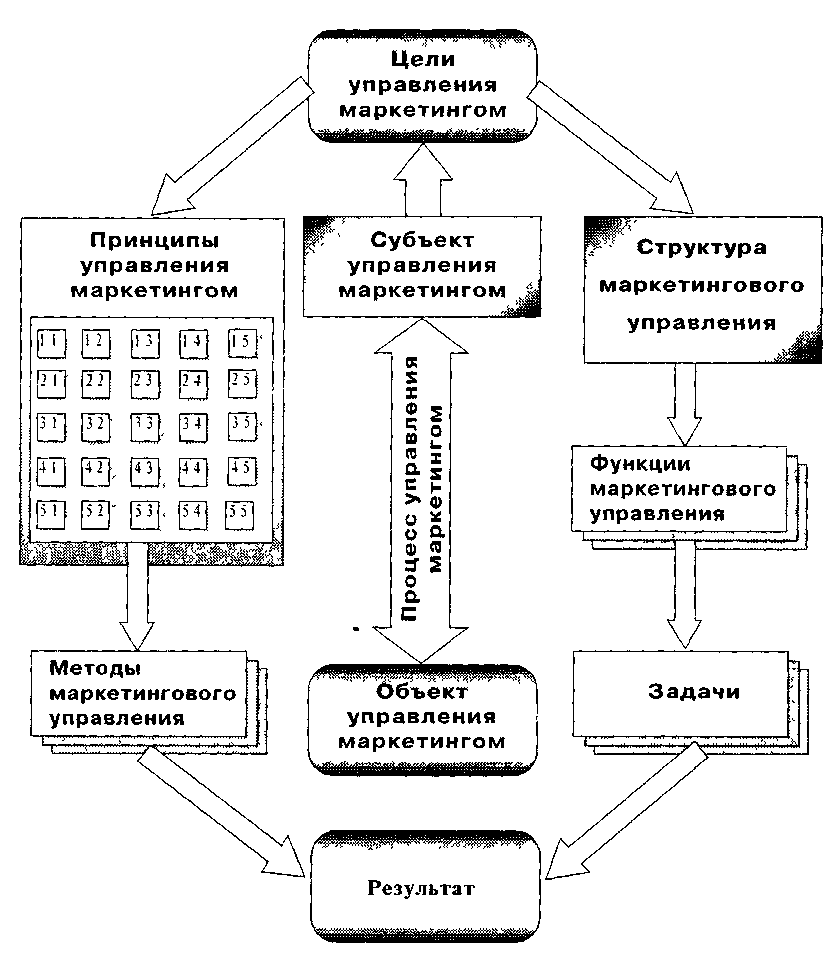 Цели
управления
маркетингом
Принципы
управления
маркетингом
11 12 13 14 15
21 22 23 24 25
31 32 33 34 35
41 42 43 44 45
51 52 53 54 55
Субъект
управления
маркетингом
Структура
маркетингового
управления
Процесс управления
маркетингом
Функции
маркетингового
управления
Методы
маркетингового
управления
Объект
управления
маркетингом
Задачи
Результат